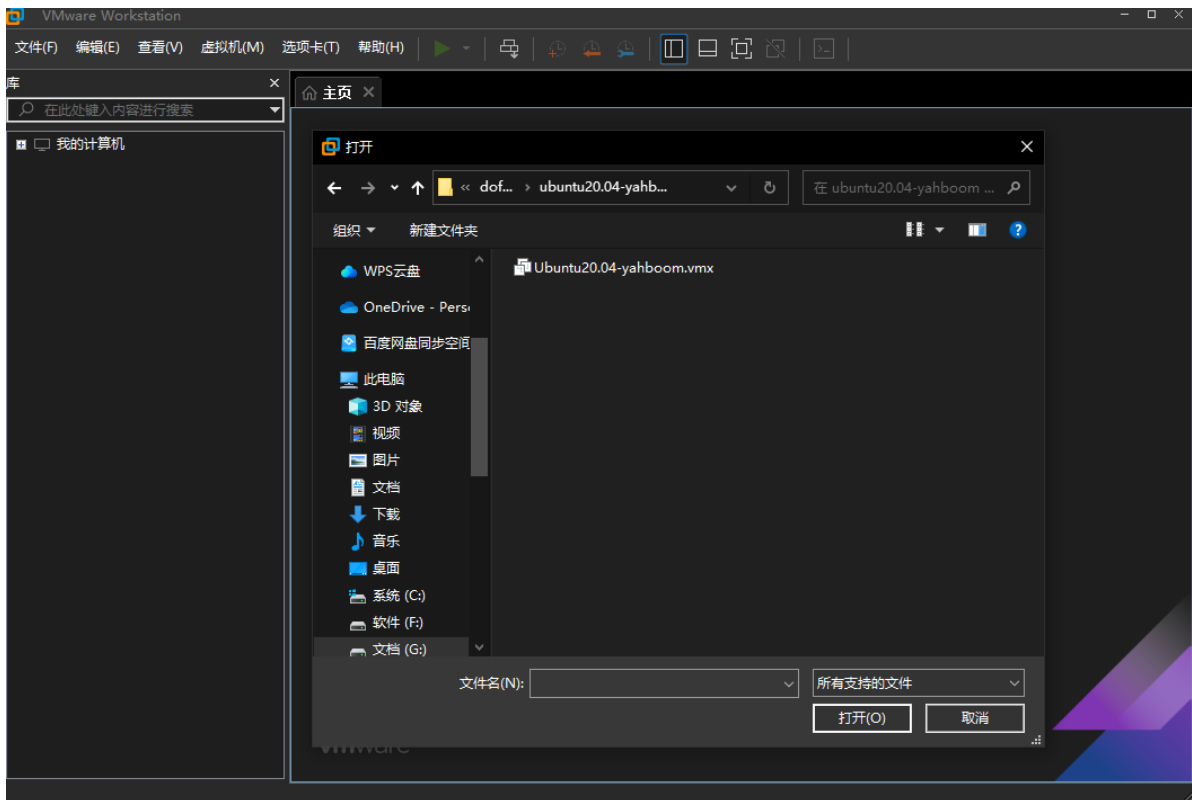 VMware Workstation
文件(F) 编辑(E) 查看(V) 虚拟机(M) 选项卡(T) 帮助(H)
库
主页
在此处键入内容进行搜索
我的计算机
打开
« dof... › ubuntu20.04-yahb...
在 ubuntu20.04-yahboom ...
组织 新建文件夹
WPS云盘
Ubuntu20.04-yahboom.vmx
OneDrive - Pers
百度网盘同步空间
此电脑
3D 对象
视频
图片
文档
下载
音乐
桌面
系统 (C:)
软件 (F:)
文档 (G:)
文件名(N):
所有支持的文件
打开(O) 取消